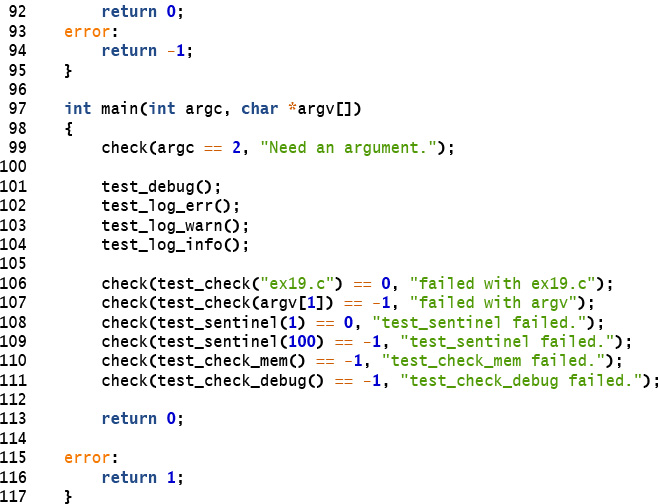 92        return 0;
93    error:
94        return -1;
95    }
96
97    int main(int argc, char *argv[])
98    {
99        check(argc == 2, "Need an argument.");
100
101        test_debug();
102        test_log_err();
103        test_log_warn();
104        test_log_info();
105
106        check(test_check("ex19.c") == 0, "failed with ex19.c");
107        check(test_check(argv[1]) == -1, "failed with argv");
108        check(test_sentinel(1) == 0, "test_sentinel failed.");
109        check(test_sentinel(100) == -1, "test_sentinel failed.");
110        check(test_check_mem() == -1, "test_check_mem failed.");
111        check(test_check_debug() == -1, "test_check_debug failed.");
112
113        return 0;
114
115    error:
116        return 1;
117    }